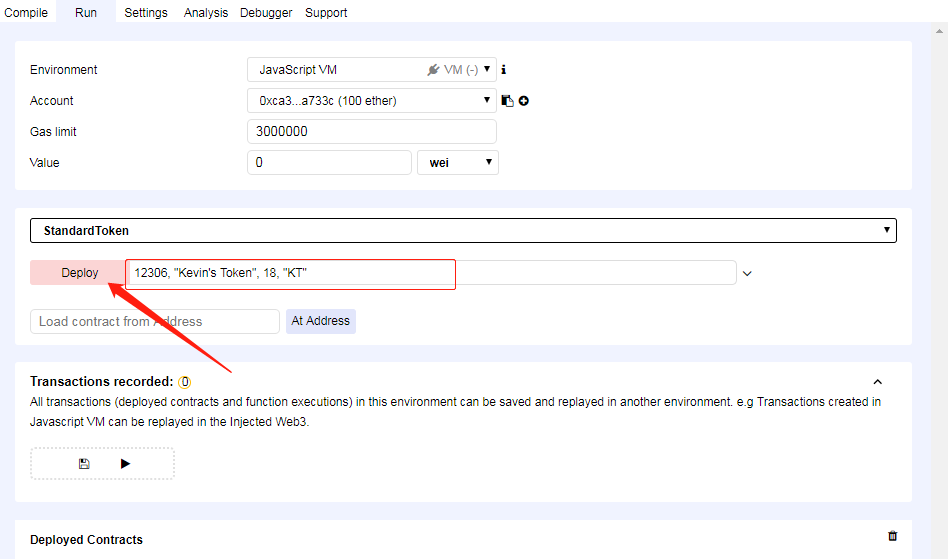 Compile Run Settings Analysis Debugger Support
Environment JavaScript VM VM (-)
Account 0xca3...a733c (100 ether)
Gas limit 3000000
Value 0 wei
StandardToken
Deploy 12306, "Kevin's Token", 18, "KT"
Load contract from Address At Address
Transactions recorded: 0
All transactions (deployed contracts and function executions) in this environment can be saved and replayed in another environment. e.g Transactions created in
Javascript VM can be replayed in the Injected Web3.
Deployed Contracts